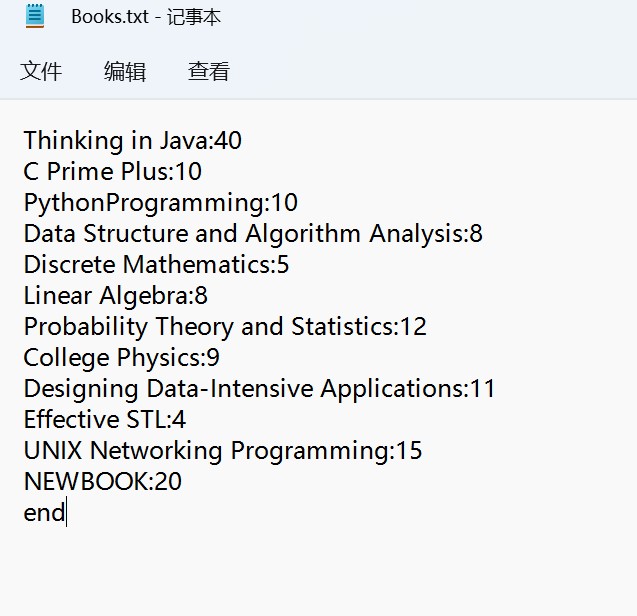 Books.txt - 记事本
文件 编辑 查看
Thinking in Java:40
C Prime Plus:10
PythonProgramming:10
Data Structure and Algorithm Analysis:8
Discrete Mathematics:5
Linear Algebra:8
Probability Theory and Statistics:12
College Physics:9
Designing Data-Intensive Applications:11
Effective STL:4
UNIX Networking Programming:15
NEWBOOK:20
end